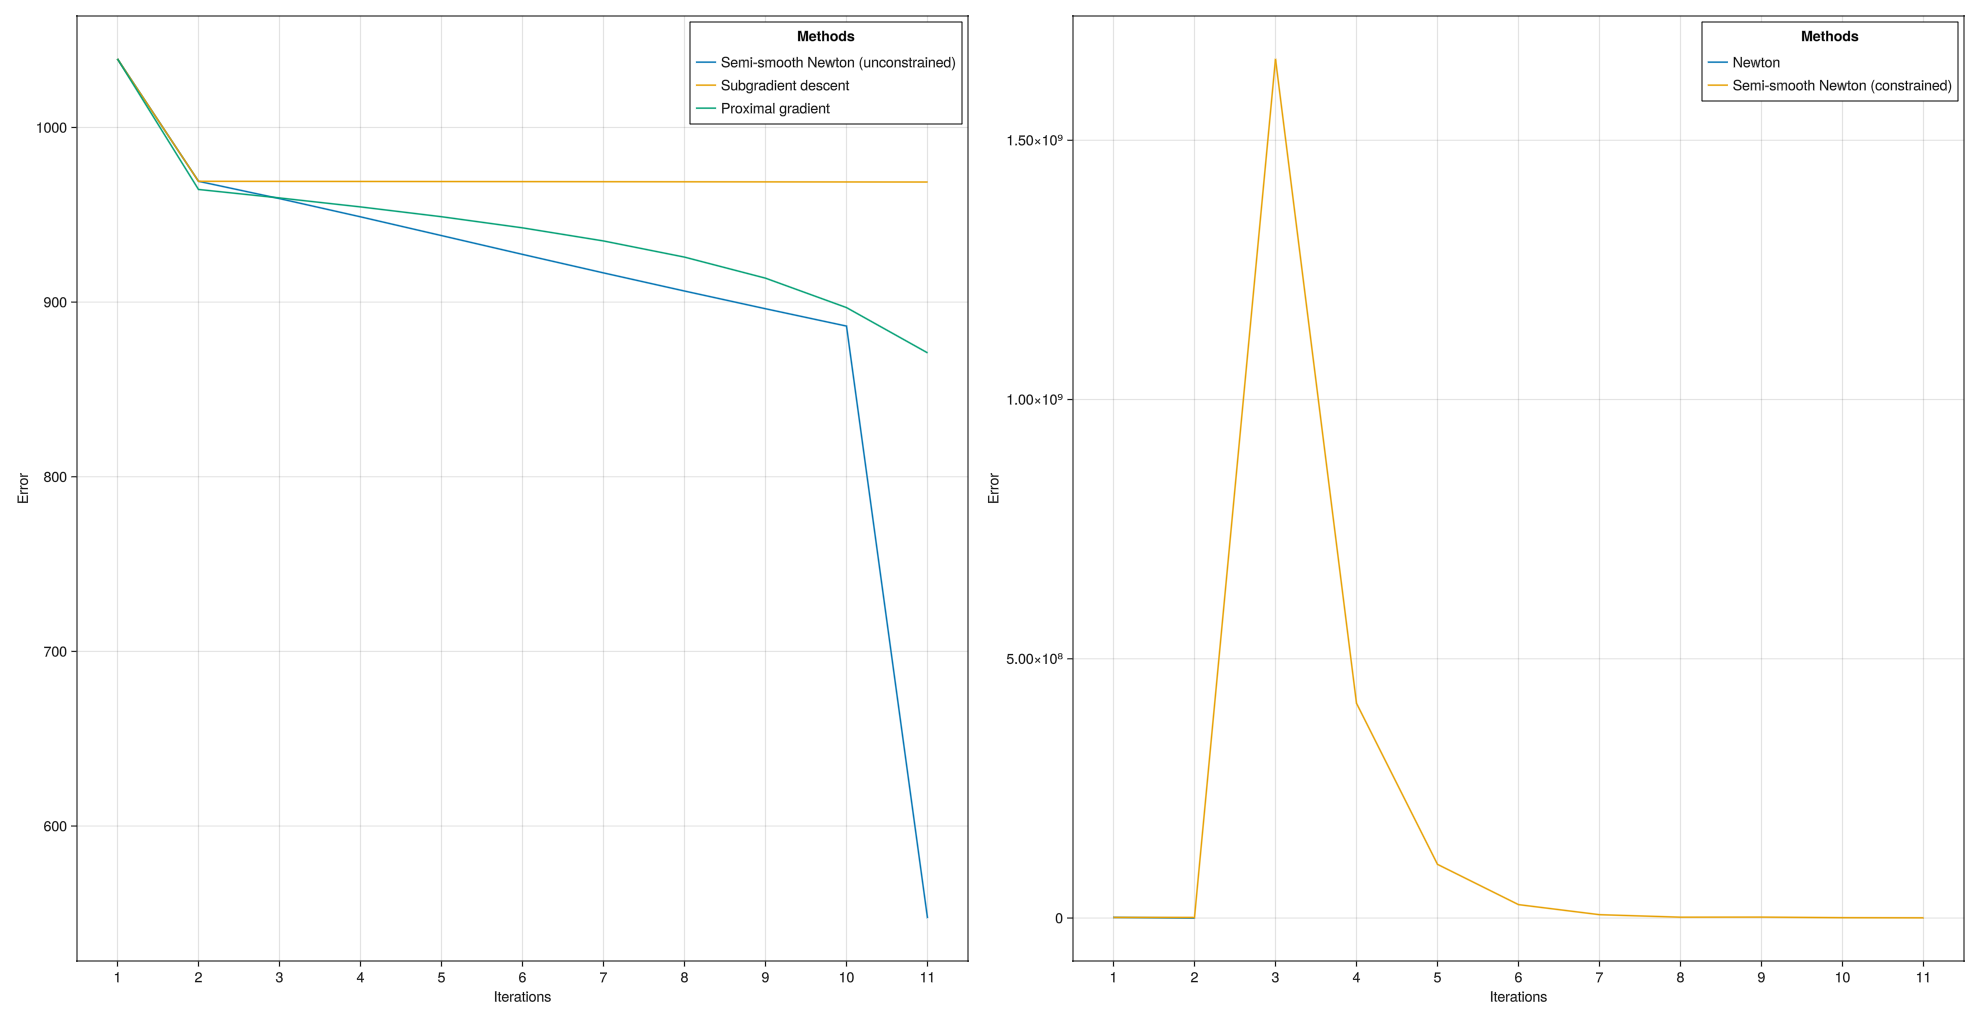 Methods
Semi-smooth Newton (unconstrained)
Subgradient descent
Proximal gradient
1000
900
800
700
600
Error
1 2 3 4 5 6 7 8 9 10 11
Iterations
Methods
Newton
Semi-smooth Newton (constrained)
1.50×10⁹
1.00×10⁹
5.00×10⁸
0
Error
1 2 3 4 5 6 7 8 9 10 11
Iterations